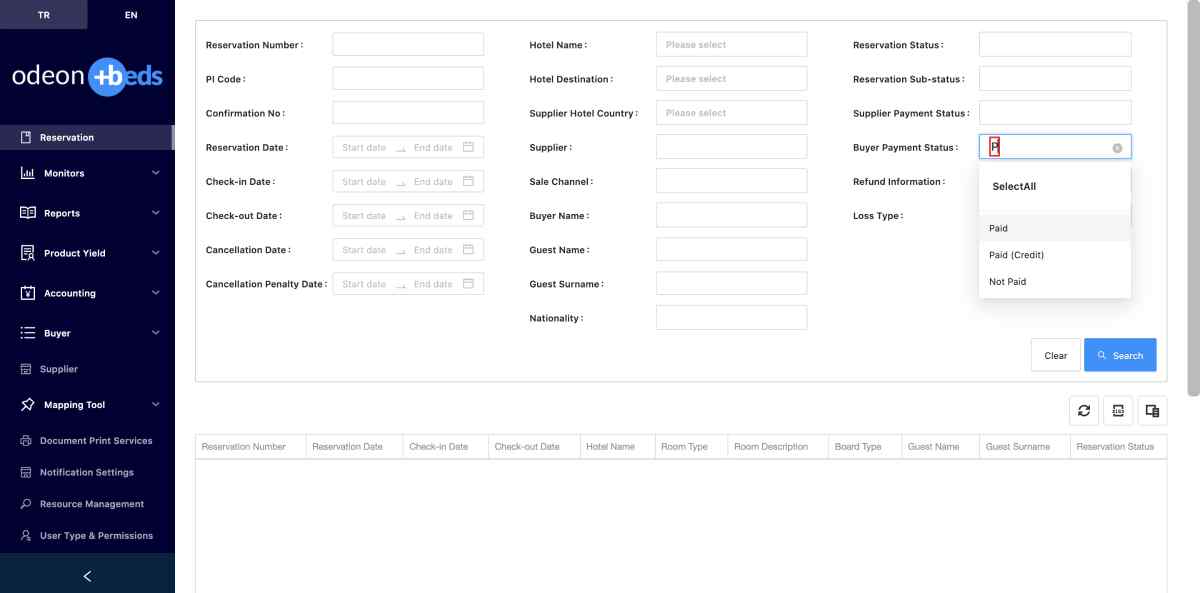 TR
EN
odeon +beds
Reservation
Monitors
Reports
Product Yield
Accounting
Buyer
Supplier
Mapping Tool
Document Print Services
Notification Settings
Resource Management
User Type & Permissions
Reservation Number :
PI Code :
Confirmation No :
Reservation Date : Start date End date
Check-in Date : Start date End date
Check-out Date : Start date End date
Cancellation Date : Start date End date
Cancellation Penalty Date : Start date End date
Hotel Name : Please select
Hotel Destination : Please select
Supplier Hotel Country : Please select
Supplier :
Sale Channel :
Buyer Name :
Guest Name :
Guest Surname :
Nationality :
Reservation Status :
Reservation Sub-status :
Supplier Payment Status :
Buyer Payment Status : P
Refund Information :
Loss Type :
SelectAll
Paid
Paid (Credit)
Not Paid
Clear
Search
Reservation Number Reservation Date Check-in Date Check-out Date Hotel Name Room Type Room Description Board Type Guest Name Guest Surname Reservation Status